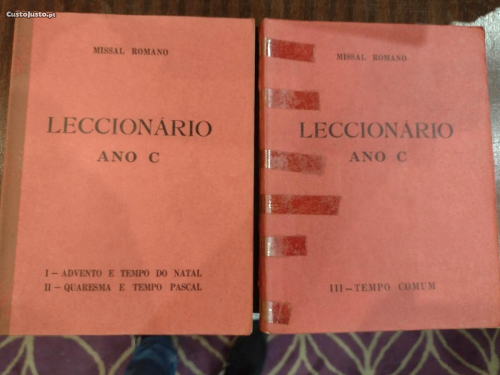 CustoJusto.pt
MISSAL ROMANO
LECCIONÁRIO
ANO C
I — ADVENTO E TEMPO DO NATAL
II — QUARESMA E TEMPO PASCAL
MISSAL ROMANO
LECCIONÁRIO
ANO C
III — TEMPO COMUM